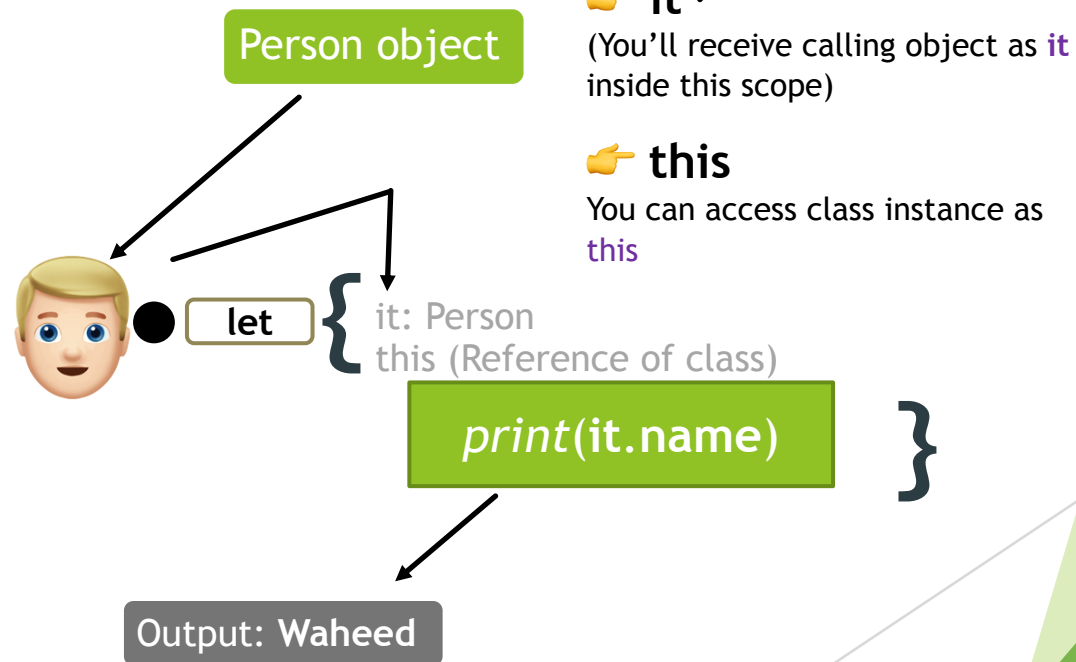 Person object
it
(You’ll receive calling object as it
inside this scope)
this
You can access class instance as
this
let
{
it: Person
this (Reference of class)
print(it.name)
}
Output: Waheed